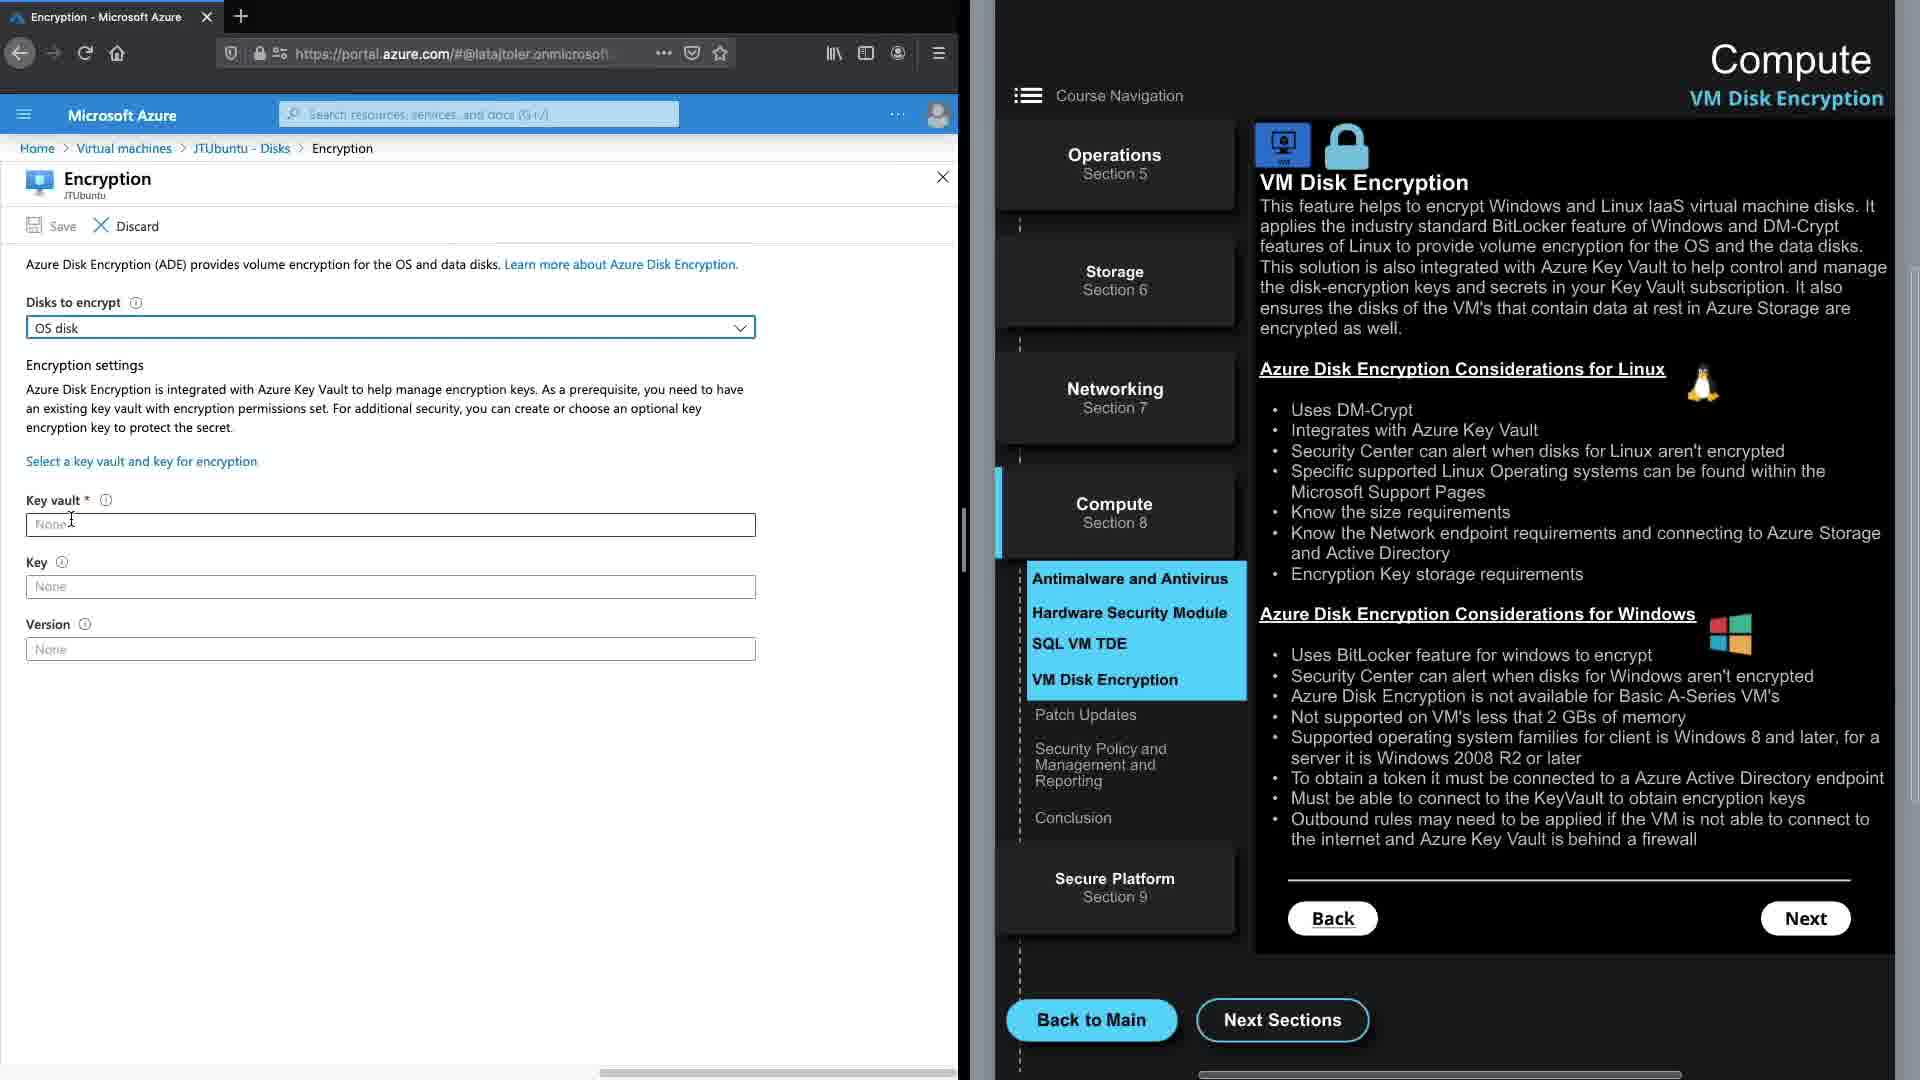 Encryption - Microsoft Azure
https://portal.azure.com/#@latajtoler.onmicrosoft
Microsoft Azure
Search resources, services, and docs (G+/)
Home > Virtual machines > JTUbuntu - Disks > Encryption
Encryption
JTUbuntu
Save Discard
Azure Disk Encryption (ADE) provides volume encryption for the OS and data disks. Learn more about Azure Disk Encryption.
Disks to encrypt
OS disk
Encryption settings
Azure Disk Encryption is integrated with Azure Key Vault to help manage encryption keys. As a prerequisite, you need to have
an existing key vault with encryption permissions set. For additional security, you can create or choose an optional key
encryption key to protect the secret.
Select a key vault and key for encryption
Key vault *
None
Key
None
Version
None
Compute
VM Disk Encryption
Course Navigation
Operations
Section 5
Storage
Section 6
Networking
Section 7
Compute
Section 8
Antimalware and Antivirus
Hardware Security Module
SQL VM TDE
VM Disk Encryption
Patch Updates
Security Policy and
Management and
Reporting
Conclusion
Secure Platform
Section 9
VM Disk Encryption
This feature helps to encrypt Windows and Linux IaaS virtual machine disks. It
applies the industry standard BitLocker feature of Windows and DM-Crypt
features of Linux to provide volume encryption for the OS and the data disks.
This solution is also integrated with Azure Key Vault to help control and manage
the disk-encryption keys and secrets in your Key Vault subscription. It also
ensures the disks of the VM's that contain data at rest in Azure Storage are
encrypted as well.
Azure Disk Encryption Considerations for Linux
• Uses DM-Crypt
• Integrates with Azure Key Vault
• Security Center can alert when disks for Linux aren't encrypted
• Specific supported Linux Operating systems can be found within the
Microsoft Support Pages
• Know the size requirements
• Know the Network endpoint requirements and connecting to Azure Storage
and Active Directory
• Encryption Key storage requirements
Azure Disk Encryption Considerations for Windows
• Uses BitLocker feature for windows to encrypt
• Security Center can alert when disks for Windows aren't encrypted
• Azure Disk Encryption is not available for Basic A-Series VM's
• Not supported on VM's less that 2 GBs of memory
• Supported operating system families for client is Windows 8 and later, for a
server it is Windows 2008 R2 or later
• To obtain a token it must be connected to a Azure Active Directory endpoint
• Must be able to connect to the KeyVault to obtain encryption keys
• Outbound rules may need to be applied if the VM is not able to connect to
the internet and Azure Key Vault is behind a firewall
Back
Next
Back to Main
Next Sections